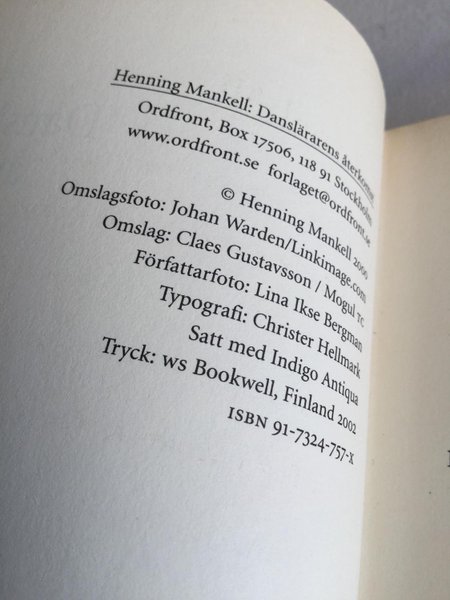 Henning Mankell: Danslärarens återkomst
Ordfront, Box 17506, 118 91 Stockholm
www.ordfront.se forlaget@ordfront.se
© Henning Mankell 2000
Omslagsfoto: Johan Warden/Linkimage.com
Omslag: Claes Gustavsson / Mogul TC
Författarfoto: Lina Ikse Bergman
Typografi: Christer Hellmark
Satt med Indigo Antiqua
Tryck: WS Bookwell, Finland 2002
ISBN 91-7324-757-X